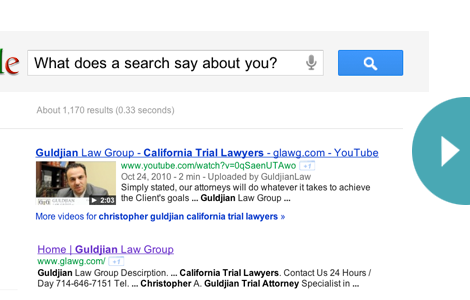 le What does a search say about you?
About 1,170 results (0.33 seconds)
Guldjian Law Group - California Trial Lawyers - glawg.com - YouTube
www.youtube.com/watch?v=0qSaenUTAwo +1
Oct 24, 2010 - 2 min - Uploaded by GuldjianLaw
Simply stated, our attorneys will do whatever it takes to achieve
the Client's goals ... Guldjian Law Group ...
2:03
More videos for christopher guldjian california trial lawyers »
Home | Guldjian Law Group
www.glawg.com/ +1
Guldjian Law Group Descirption. ... California Trial Lawyers. Contact Us 24 Hours /
Day 714-646-7151 Tel. ... Christopher A. Guldjian Trial Attorney Specialist in ...